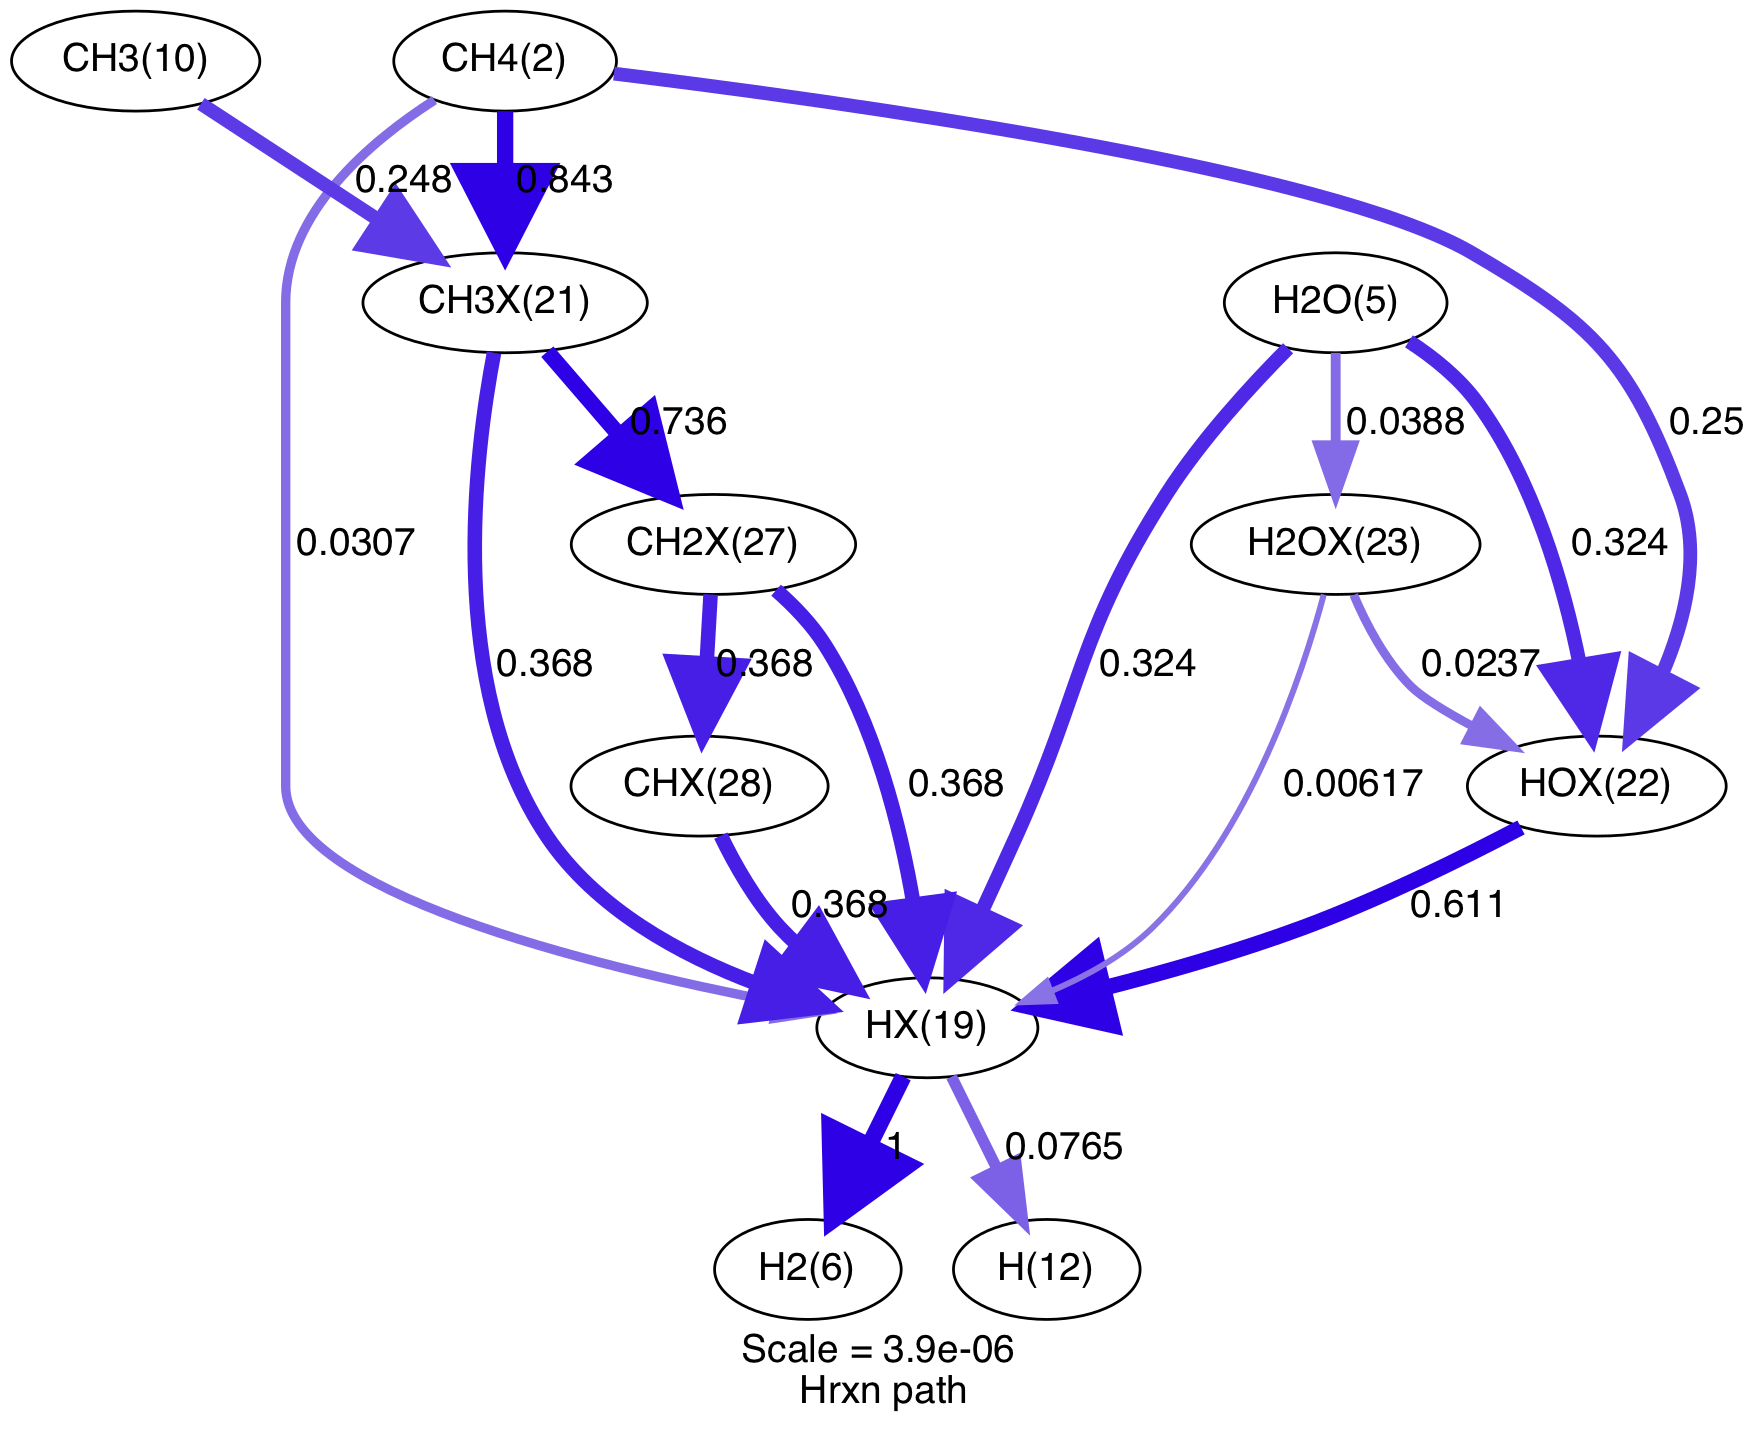 CH3(10)
CH4(2)
0.248
0.843
CH3X(21)
H2O(5)
0.736
0.0388
0.25
0.0307
CH2X(27)
H2OX(23)
0.324
0.368
0.368
0.324
0.0237
CHX(28)
0.368
0.00617
HOX(22)
0.368
0.611
HX(19)
1
0.0765
H2(6)
H(12)
Scale = 3.9e-06
Hrxn path